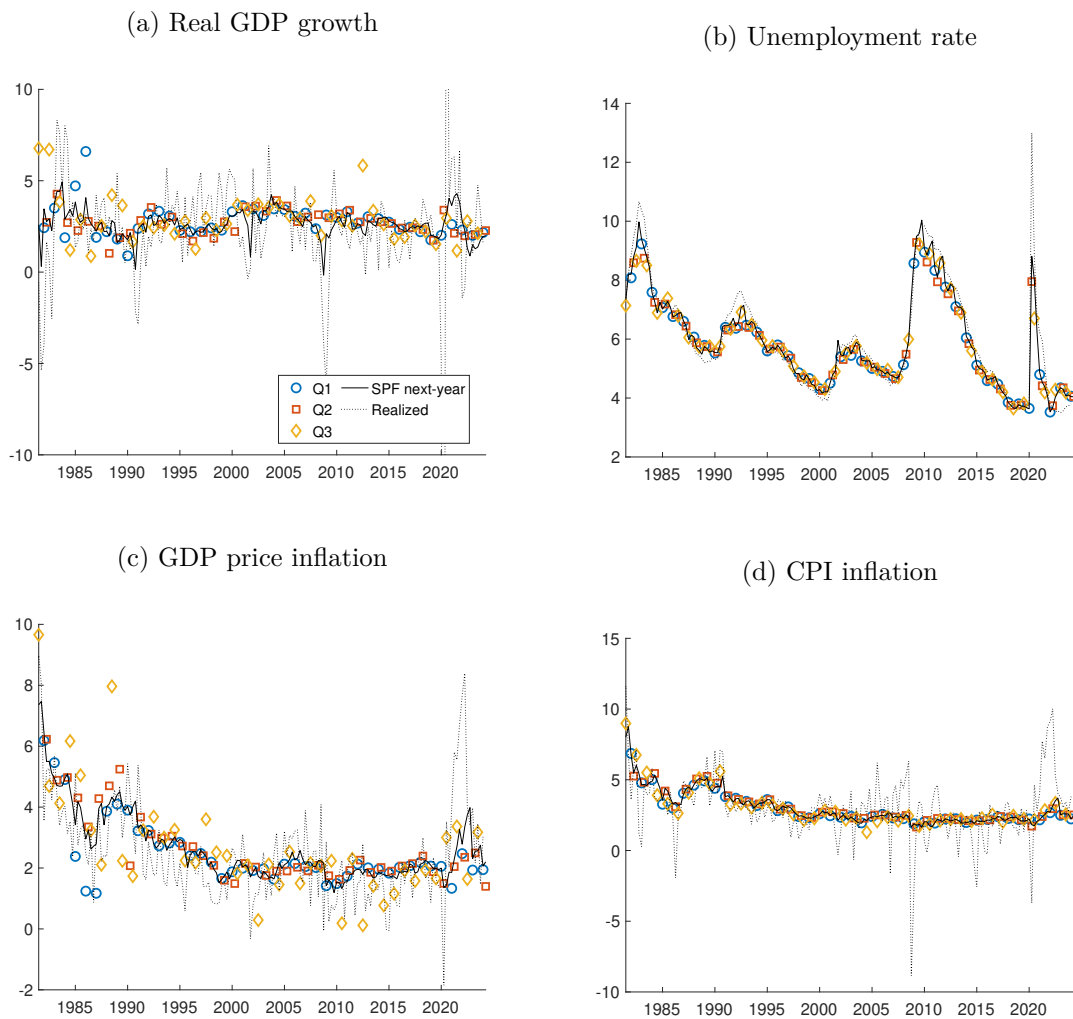 (a) Real GDP growth
10
5
0
-5
-10
1985 1990 1995 2000 2005 2010 2015 2020
Q1 SPF next-year
Q2 Realized
Q3
(b) Unemployment rate
14
12
10
8
6
4
2
1985 1990 1995 2000 2005 2010 2015 2020
(c) GDP price inflation
10
8
6
4
2
0
-2
1985 1990 1995 2000 2005 2010 2015 2020
(d) CPI inflation
15
10
5
0
-5
-10
1985 1990 1995 2000 2005 2010 2015 2020